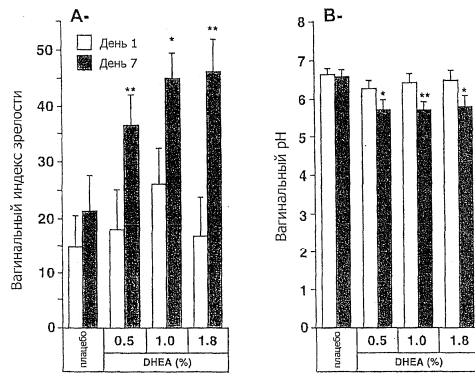 А-
День 1
День 7
Вагинальный индекс зрелости
50
40
30
20
15
0
*
**
**
плацебо
0.5
1.0
1.8
DHEA (%)
В-
Вагинальный рН
8
7
6
5
4
3
2
1
0
*
**
*
плацебо
0.5
1.0
1.8
DHEA (%)